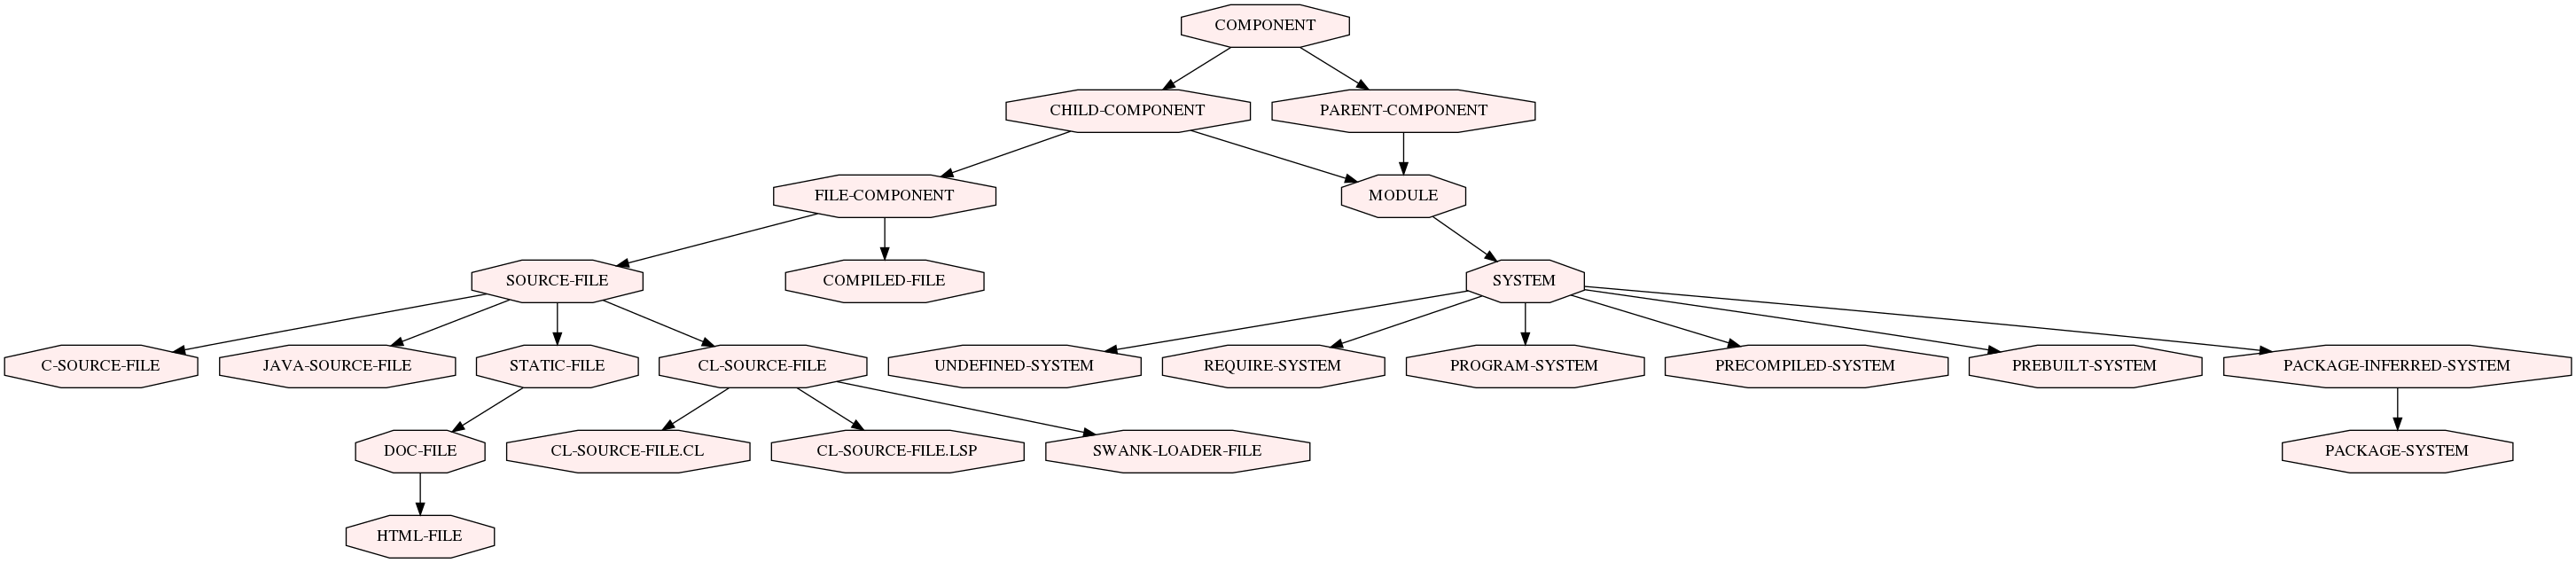 COMPONENT
CHILD-COMPONENT
PARENT-COMPONENT
FILE-COMPONENT
MODULE
SOURCE-FILE
COMPILED-FILE
SYSTEM
C-SOURCE-FILE
JAVA-SOURCE-FILE
STATIC-FILE
CL-SOURCE-FILE
UNDEFINED-SYSTEM
REQUIRE-SYSTEM
PROGRAM-SYSTEM
PRECOMPILED-SYSTEM
PREBUILT-SYSTEM
PACKAGE-INFERRED-SYSTEM
DOC-FILE
CL-SOURCE-FILE.CL
CL-SOURCE-FILE.LSP
SWANK-LOADER-FILE
PACKAGE-SYSTEM
HTML-FILE